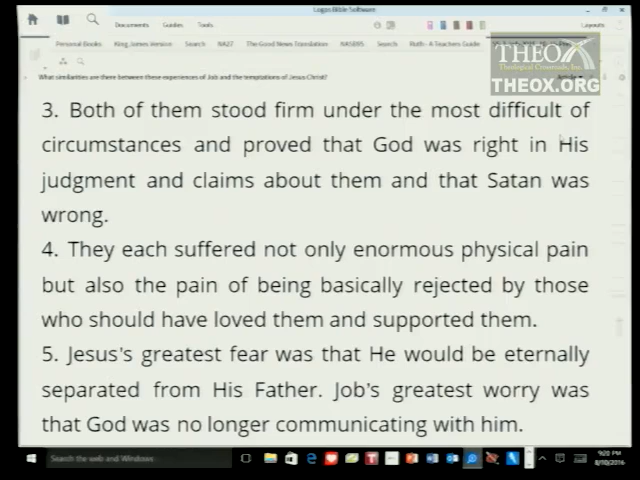 Logos Bible Software
Documents Guides Tools Layouts
Personal Books King James Version Search NA27 The Good News Translation NASB95 Search Ruth - A Teachers Guide
THEOX
Theological Crossroads, Inc.
THEOX.ORG
What similarities are there between these experiences of Job and the temptations of Jesus Christ?
3. Both of them stood firm under the most difficult of
circumstances and proved that God was right in His
judgment and claims about them and that Satan was
wrong.
4. They each suffered not only enormous physical pain
but also the pain of being basically rejected by those
who should have loved them and supported them.
5. Jesus's greatest fear was that He would be eternally
separated from His Father. Job's greatest worry was
that God was no longer communicating with him.
Search the web and Windows
9:20 PM
8/10/2016